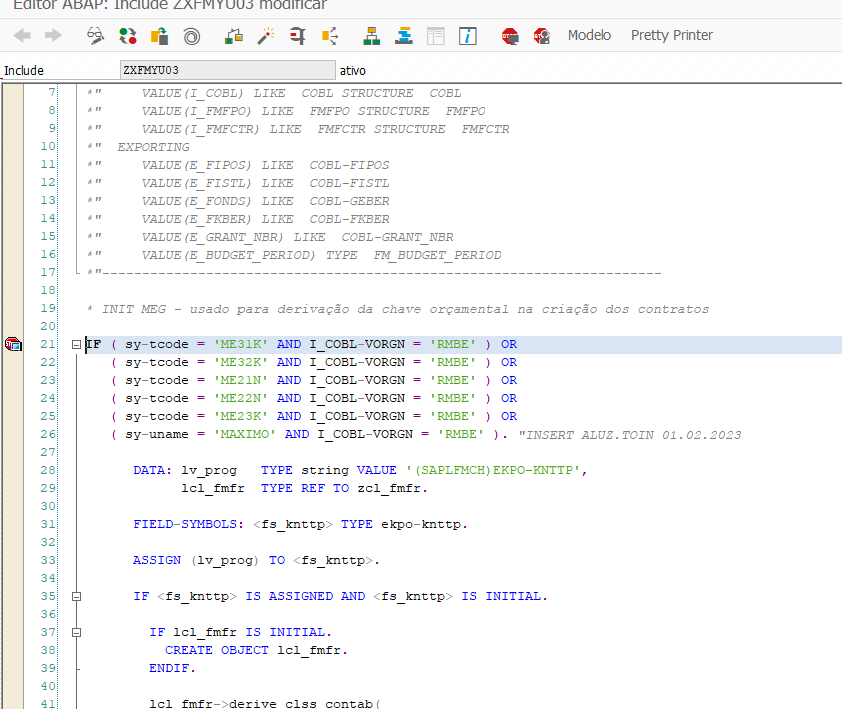 Editor ABAP: Include ZXFMYU03 modificar
Modelo Pretty Printer
Include ZXFMYU03 ativo
7 *" VALUE(I_COBL) LIKE COBL STRUCTURE COBL
8 *" VALUE(I_FMFPO) LIKE FMFPO STRUCTURE FMFPO
9 *" VALUE(I_FMFCTR) LIKE FMFCTR STRUCTURE FMFCTR
10 *" EXPORTING
11 *" VALUE(E_FIPOS) LIKE COBL-FIPOS
12 *" VALUE(E_FISTL) LIKE COBL-FISTL
13 *" VALUE(E_FONDS) LIKE COBL-GEBER
14 *" VALUE(E_FKBER) LIKE COBL-FKBER
15 *" VALUE(E_GRANT_NBR) LIKE COBL-GRANT_NBR
16 *" VALUE(E_BUDGET_PERIOD) TYPE FM_BUDGET_PERIOD
17 *"----------------------------------------------------------------------
18
19 * INIT MEG - usado para derivação da chave orçamental na criação dos contratos
20
21 IF ( sy-tcode = 'ME31K' AND I_COBL-VORGN = 'RMBE' ) OR
22 ( sy-tcode = 'ME32K' AND I_COBL-VORGN = 'RMBE' ) OR
23 ( sy-tcode = 'ME21N' AND I_COBL-VORGN = 'RMBE' ) OR
24 ( sy-tcode = 'ME22N' AND I_COBL-VORGN = 'RMBE' ) OR
25 ( sy-tcode = 'ME23K' AND I_COBL-VORGN = 'RMBE' ) OR
26 ( sy-uname = 'MAXIMO' AND I_COBL-VORGN = 'RMBE' ). "INSERT ALUZ.TOIN 01.02.2023
27
28 DATA: lv_prog TYPE string VALUE '(SAPLFMCH)EKPO-KNTTP',
29 lcl_fmfr TYPE REF TO zcl_fmfr.
30
31 FIELD-SYMBOLS: <fs_knttp> TYPE ekpo-knttp.
32
33 ASSIGN (lv_prog) TO <fs_knttp>.
34
35 IF <fs_knttp> IS ASSIGNED AND <fs_knttp> IS INITIAL.
36
37 IF lcl_fmfr IS INITIAL.
38 CREATE OBJECT lcl_fmfr.
39 ENDIF.
40
41 lcl_fmfr->derive_clss_contab(